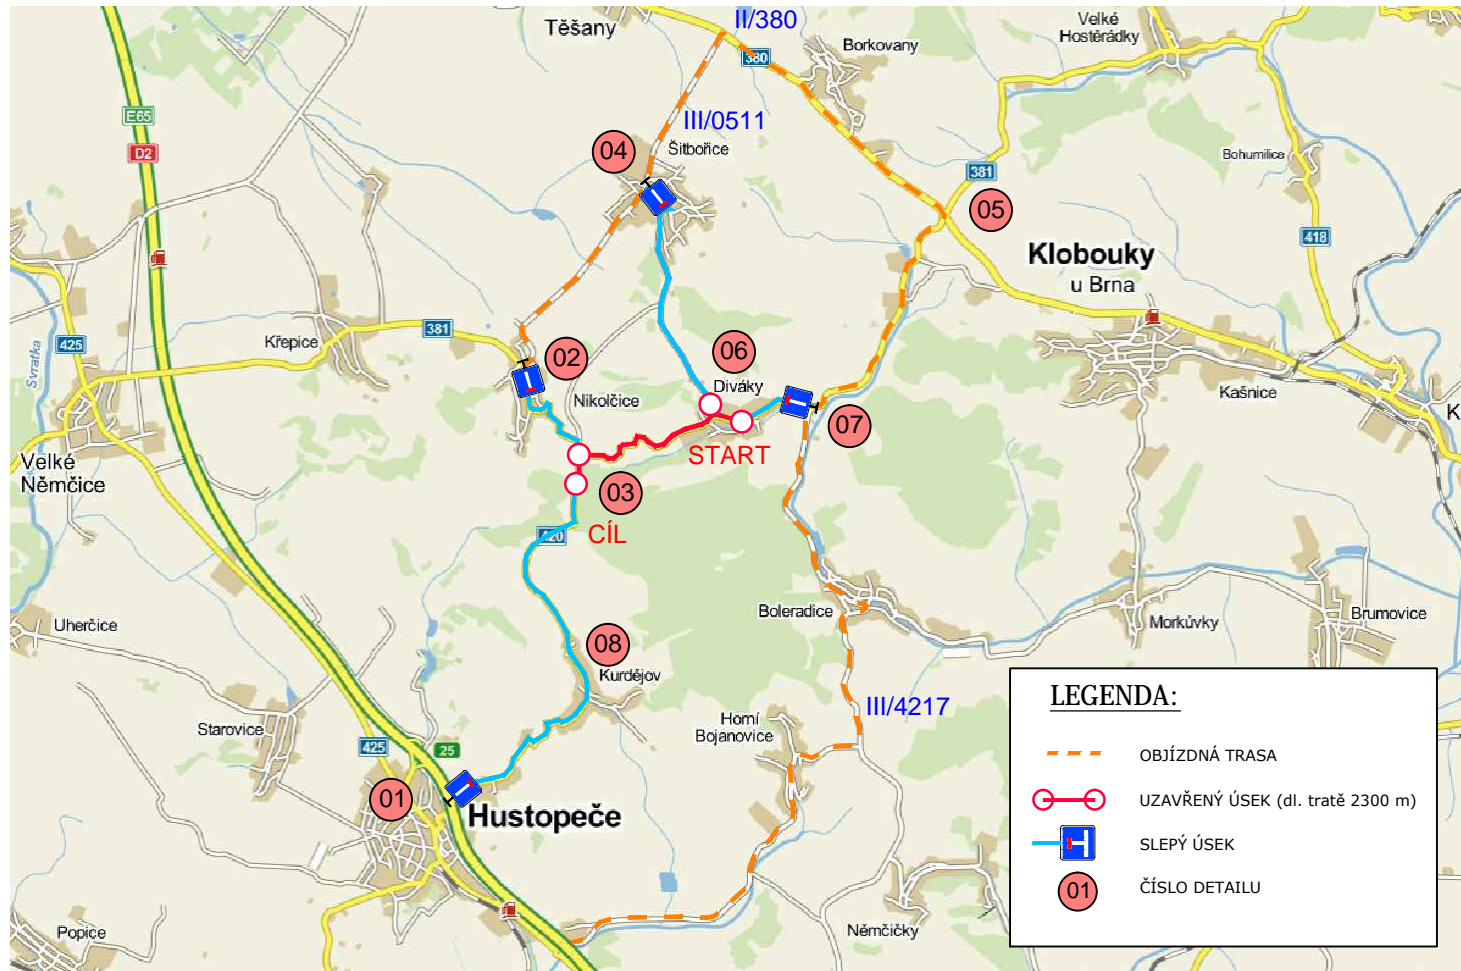 II/380
Těšany
Borkovany
Velké
Hostěrádky
380
E65
D2
III/0511
04
Šitbořice
Bohumilice
381
05
418
Klobouky
u Brna
381
Křepice
425
Svratka
02
06
Diváky
Nikolčice
Kašnice
K
07
START
Velké
Němčice
03
CÍL
420
Boleradice
Morkůvky
Brumovice
Uherčice
08
Kurdějov
III/4217
Horní
Bojanovice
Starovice
425
25
01
Hustopeče
Němčičky
Popice
LEGENDA:
OBJÍZDNÁ TRASA
UZAVŘENÝ ÚSEK (dl. tratě 2300 m)
SLEPÝ ÚSEK
01 ČÍSLO DETAILU